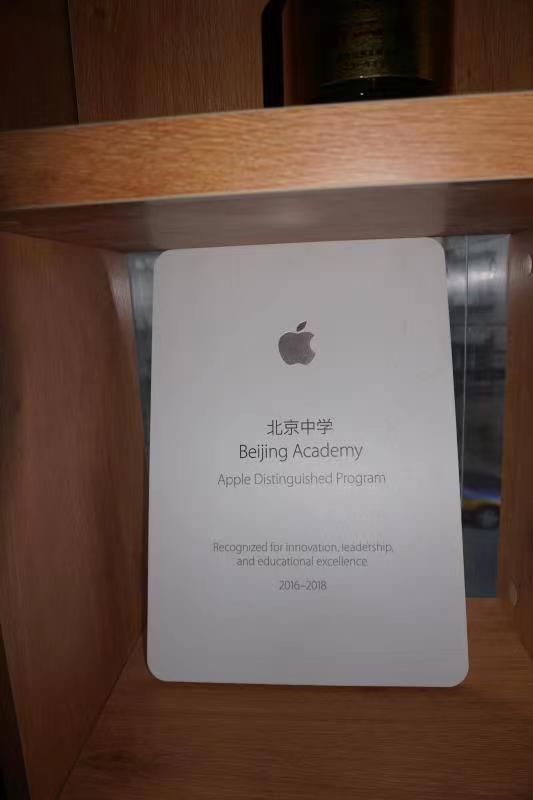 北京中学
Beijing Academy
Apple Distinguished Program
Recognized for innovation, leadership,
and educational excellence.
2016–2018